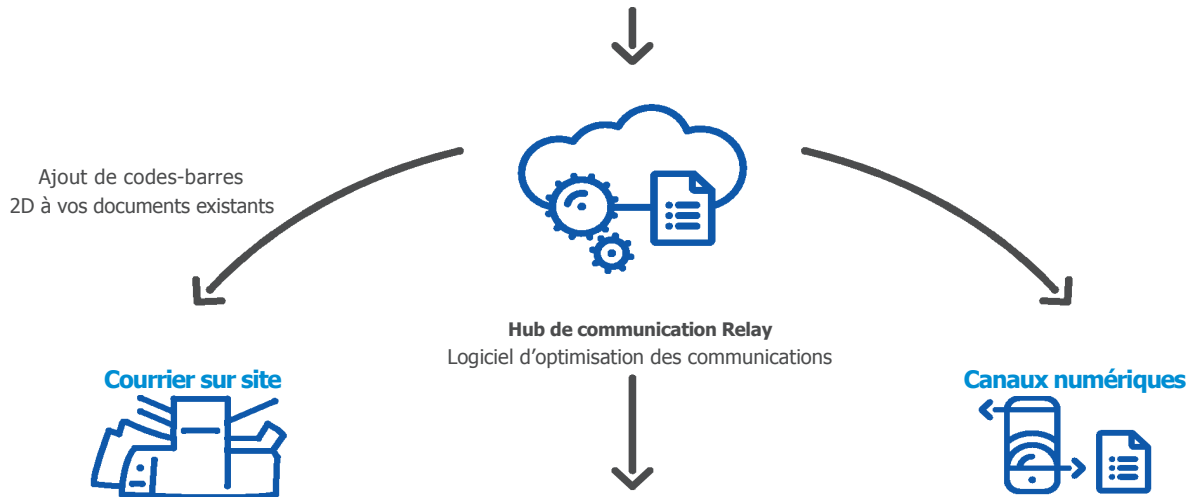 Ajout de codes-barres
2D à vos documents existants
Hub de communication Relay
Logiciel d’optimisation des communications
Courrier sur site
Canaux numériques